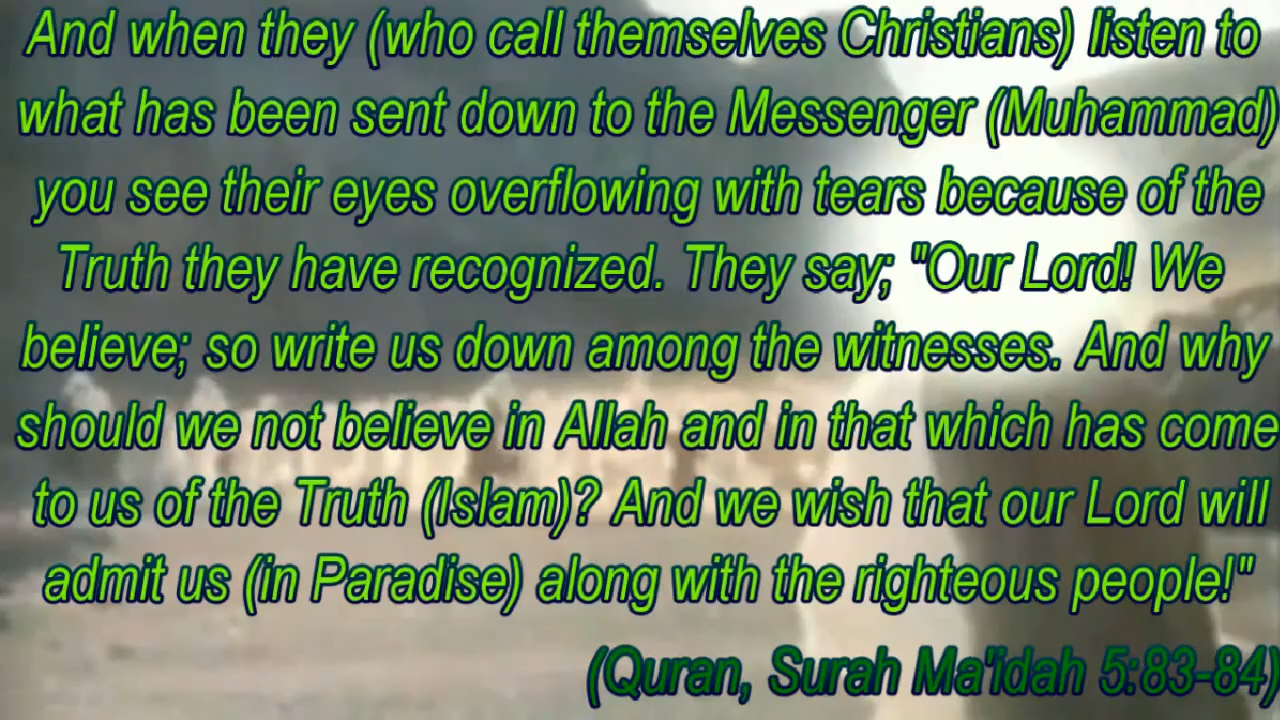 And when they (who call themselves Christians) listen to
what has been sent down to the Messenger (Muhammad)
you see their eyes overflowing with tears because of the
Truth they have recognized. They say; "Our Lord! We
believe; so write us down among the witnesses. And why
should we not believe in Allah and in that which has come
to us of the Truth (Islam)? And we wish that our Lord will
admit us (in Paradise) along with the righteous people!"
(Quran, Surah Ma'idah 5:83-84)